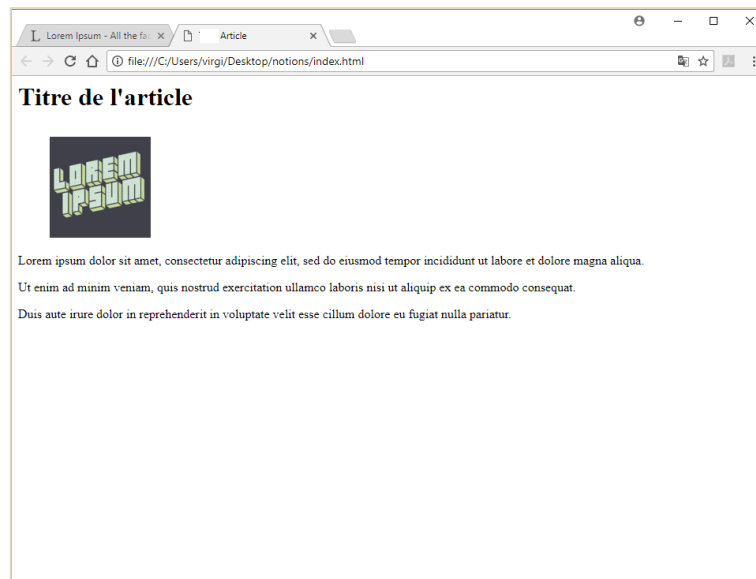 Lorem Ipsum - All the fac
Article
file:///C:/Users/virgi/Desktop/notions/index.html
Titre de l'article
LOREM
IPSUM
Lorem ipsum dolor sit amet, consectetur adipiscing elit, sed do eiusmod tempor incididunt ut labore et dolore magna aliqua.
Ut enim ad minim veniam, quis nostrud exercitation ullamco laboris nisi ut aliquip ex ea commodo consequat.
Duis aute irure dolor in reprehenderit in voluptate velit esse cillum dolore eu fugiat nulla pariatur.